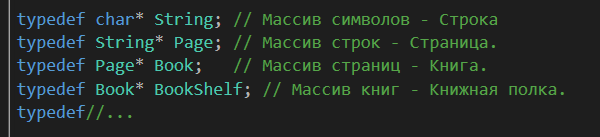 typedef char* String; // Массив символов - Строка
typedef String* Page; // Массив строк - Страница.
typedef Page* Book;   // Массив страниц - Книга.
typedef Book* BookShelf; // Массив книг - Книжная полка.
typedef//...